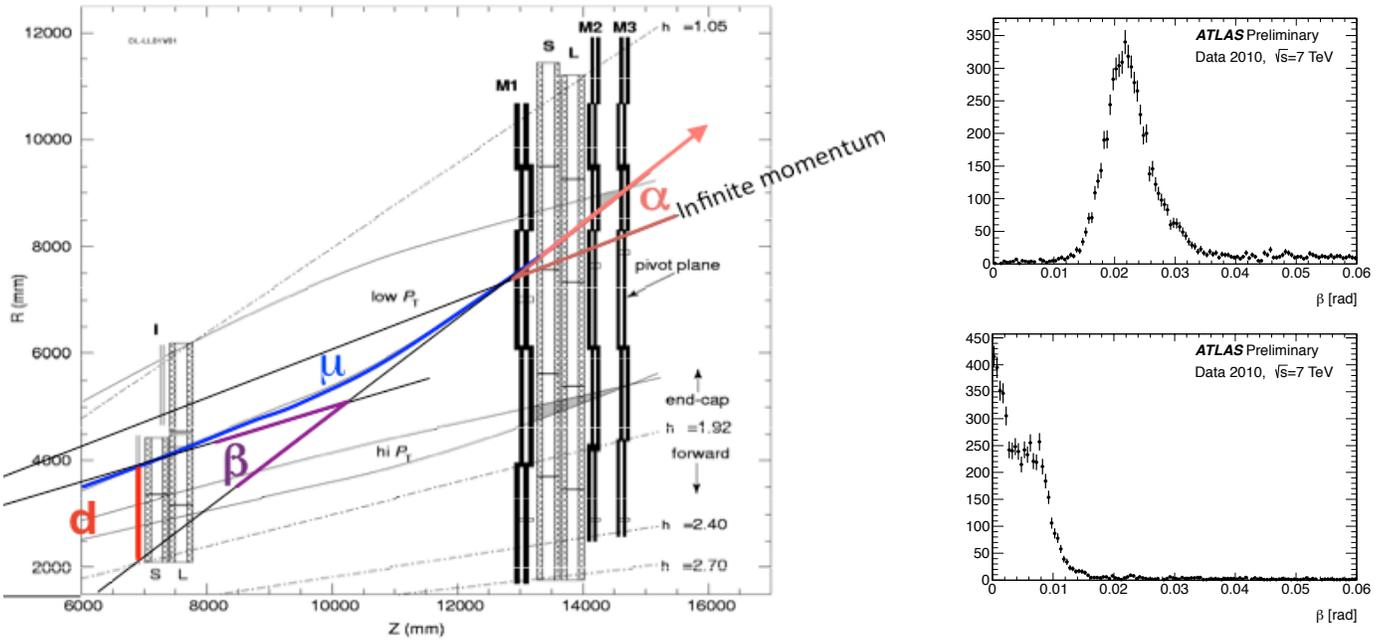 12000
10000
8000
6000
4000
2000
R (mm)
6000
8000
10000
12000
14000
16000
Z (mm)
I
S
L
M1
S
L
M2
M3
h =1.05
α
Infinite momentum
pivot plane
low PT
μ
β
d
hi PT
end-cap
h =1.92
forward
h =2.40
h =2.70
ATLAS Preliminary
Data 2010, √s=7 TeV
350
300
250
200
150
100
50
0
0
0.01
0.02
0.03
0.04
0.05
0.06
β [rad]
ATLAS Preliminary
Data 2010, √s=7 TeV
450
400
350
300
250
200
150
100
50
0
0
0.01
0.02
0.03
0.04
0.05
0.06
β [rad]